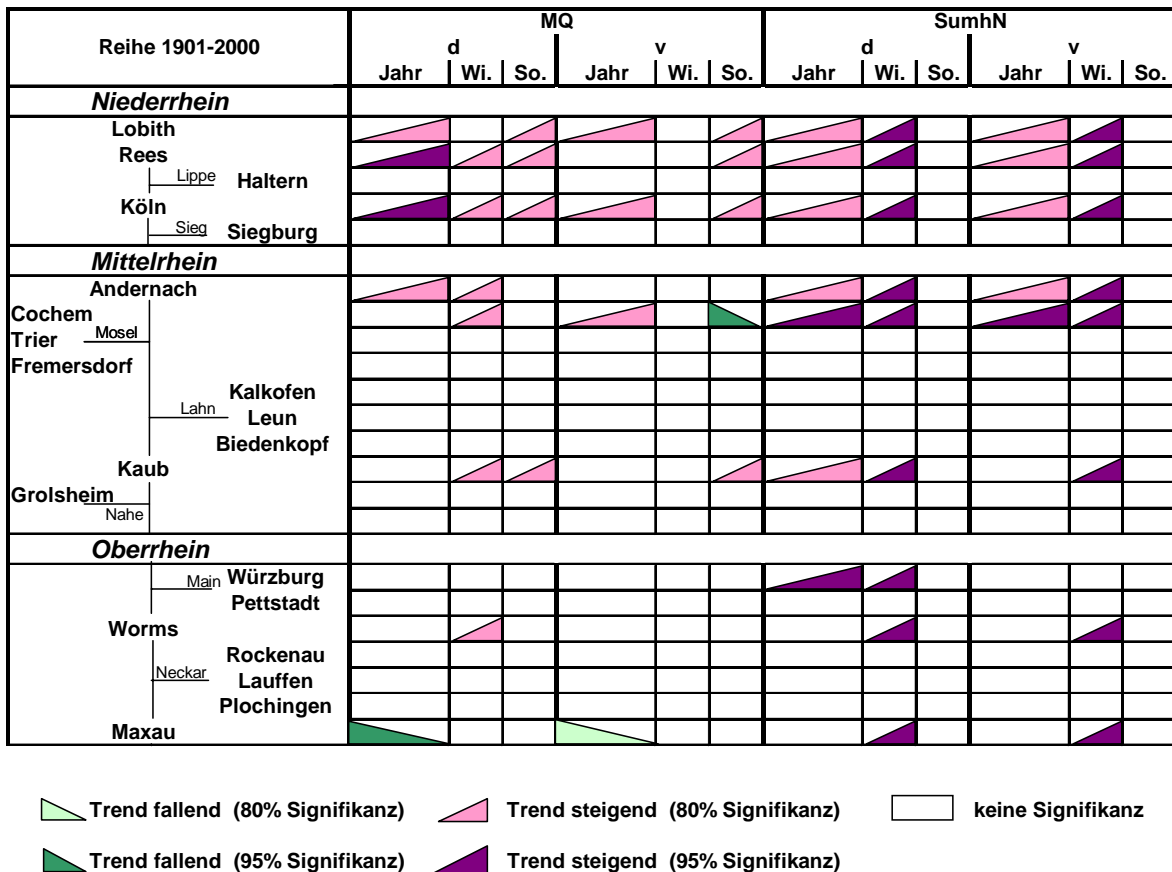 MQ SumhN
Reihe 1901-2000 d v d v
Jahr Wi. So. Jahr Wi. So. Jahr Wi. So. Jahr Wi. So.
Niederrhein
Lobith
Rees
Lippe Haltern
Köln
Sieg Siegburg
Mittelrhein
Andernach
Cochem
Trier Mosel
Fremersdorf
Kalkofen
Lahn Leun
Biedenkopf
Kaub
Grolsheim
Nahe
Oberrhein
Main Würzburg
Pettstadt
Worms
Rockenau
Neckar Lauffen
Plochingen
Maxau
Trend fallend (80% Signifikanz) Trend steigend (80% Signifikanz) keine Signifikanz
Trend fallend (95% Signifikanz) Trend steigend (95% Signifikanz)